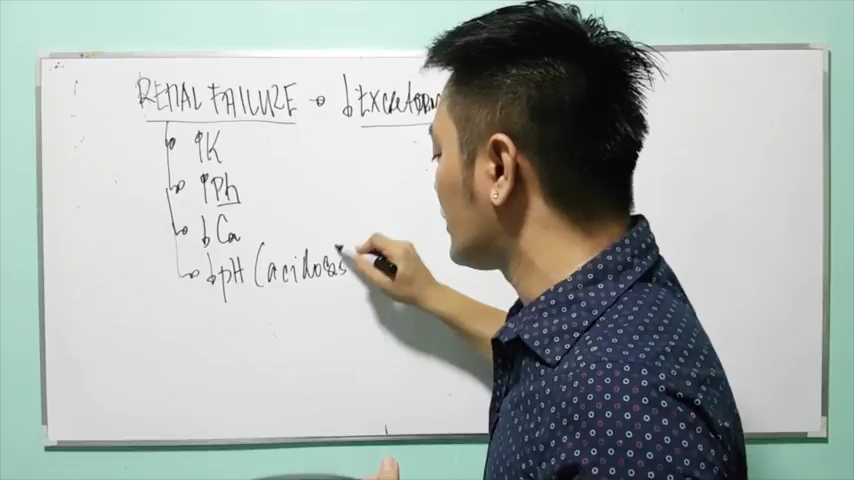 RENAL FAILURE → ↓ EXCRETORY
↑K
↑Ph
↓Ca
↓pH (acidosis